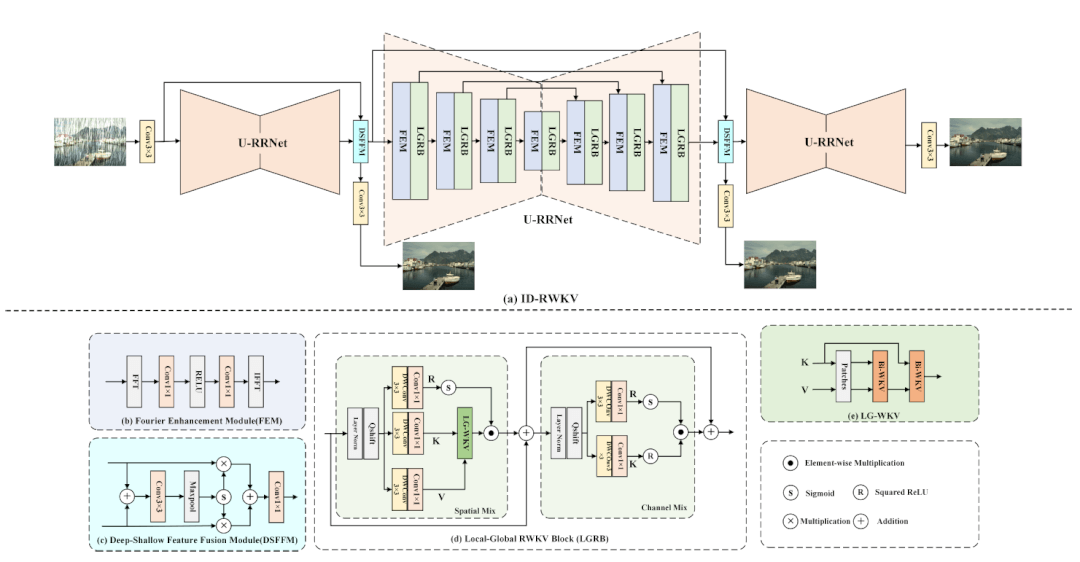 Conv3×3
U-RRNet
DSFFM
Conv3×3
FEM
LGRB
FEM
LGRB
FEM
LGRB
FEM
LGRB
FEM
LGRB
FEM
LGRB
FEM
LGRB
U-RRNet
DSFFM
Conv3×3
U-RRNet
Conv3×3
(a) ID-RWKV
FFT
Conv1×1
RELU
Conv1×1
IFFT
(b) Fourier Enhancement Module(FEM)
Conv3×3
Maxpool
S
Conv1×1
(c) Deep-Shallow Feature Fusion Module(DSFFM)
Layer Norm
Qshift
DWConv
3×3
Conv1×1
R
S
DWConv
3×3
Conv1×1
K
LG-WKV
DWConv
3×3
Conv1×1
V
Spatial Mix
Layer Norm
Qshift
DWCOnv
3×3
Conv1×1
R
S
DWCOnv3
×3
Conv1×1
K
R
Channel Mix
(d) Local-Global RWKV Block (LGRB)
K
V
Patches
Bi-WKV
Bi-WKV
(e) LG-WKV
Element-wise Multiplication
S Sigmoid
R Squared ReLU
Multiplication
Addition